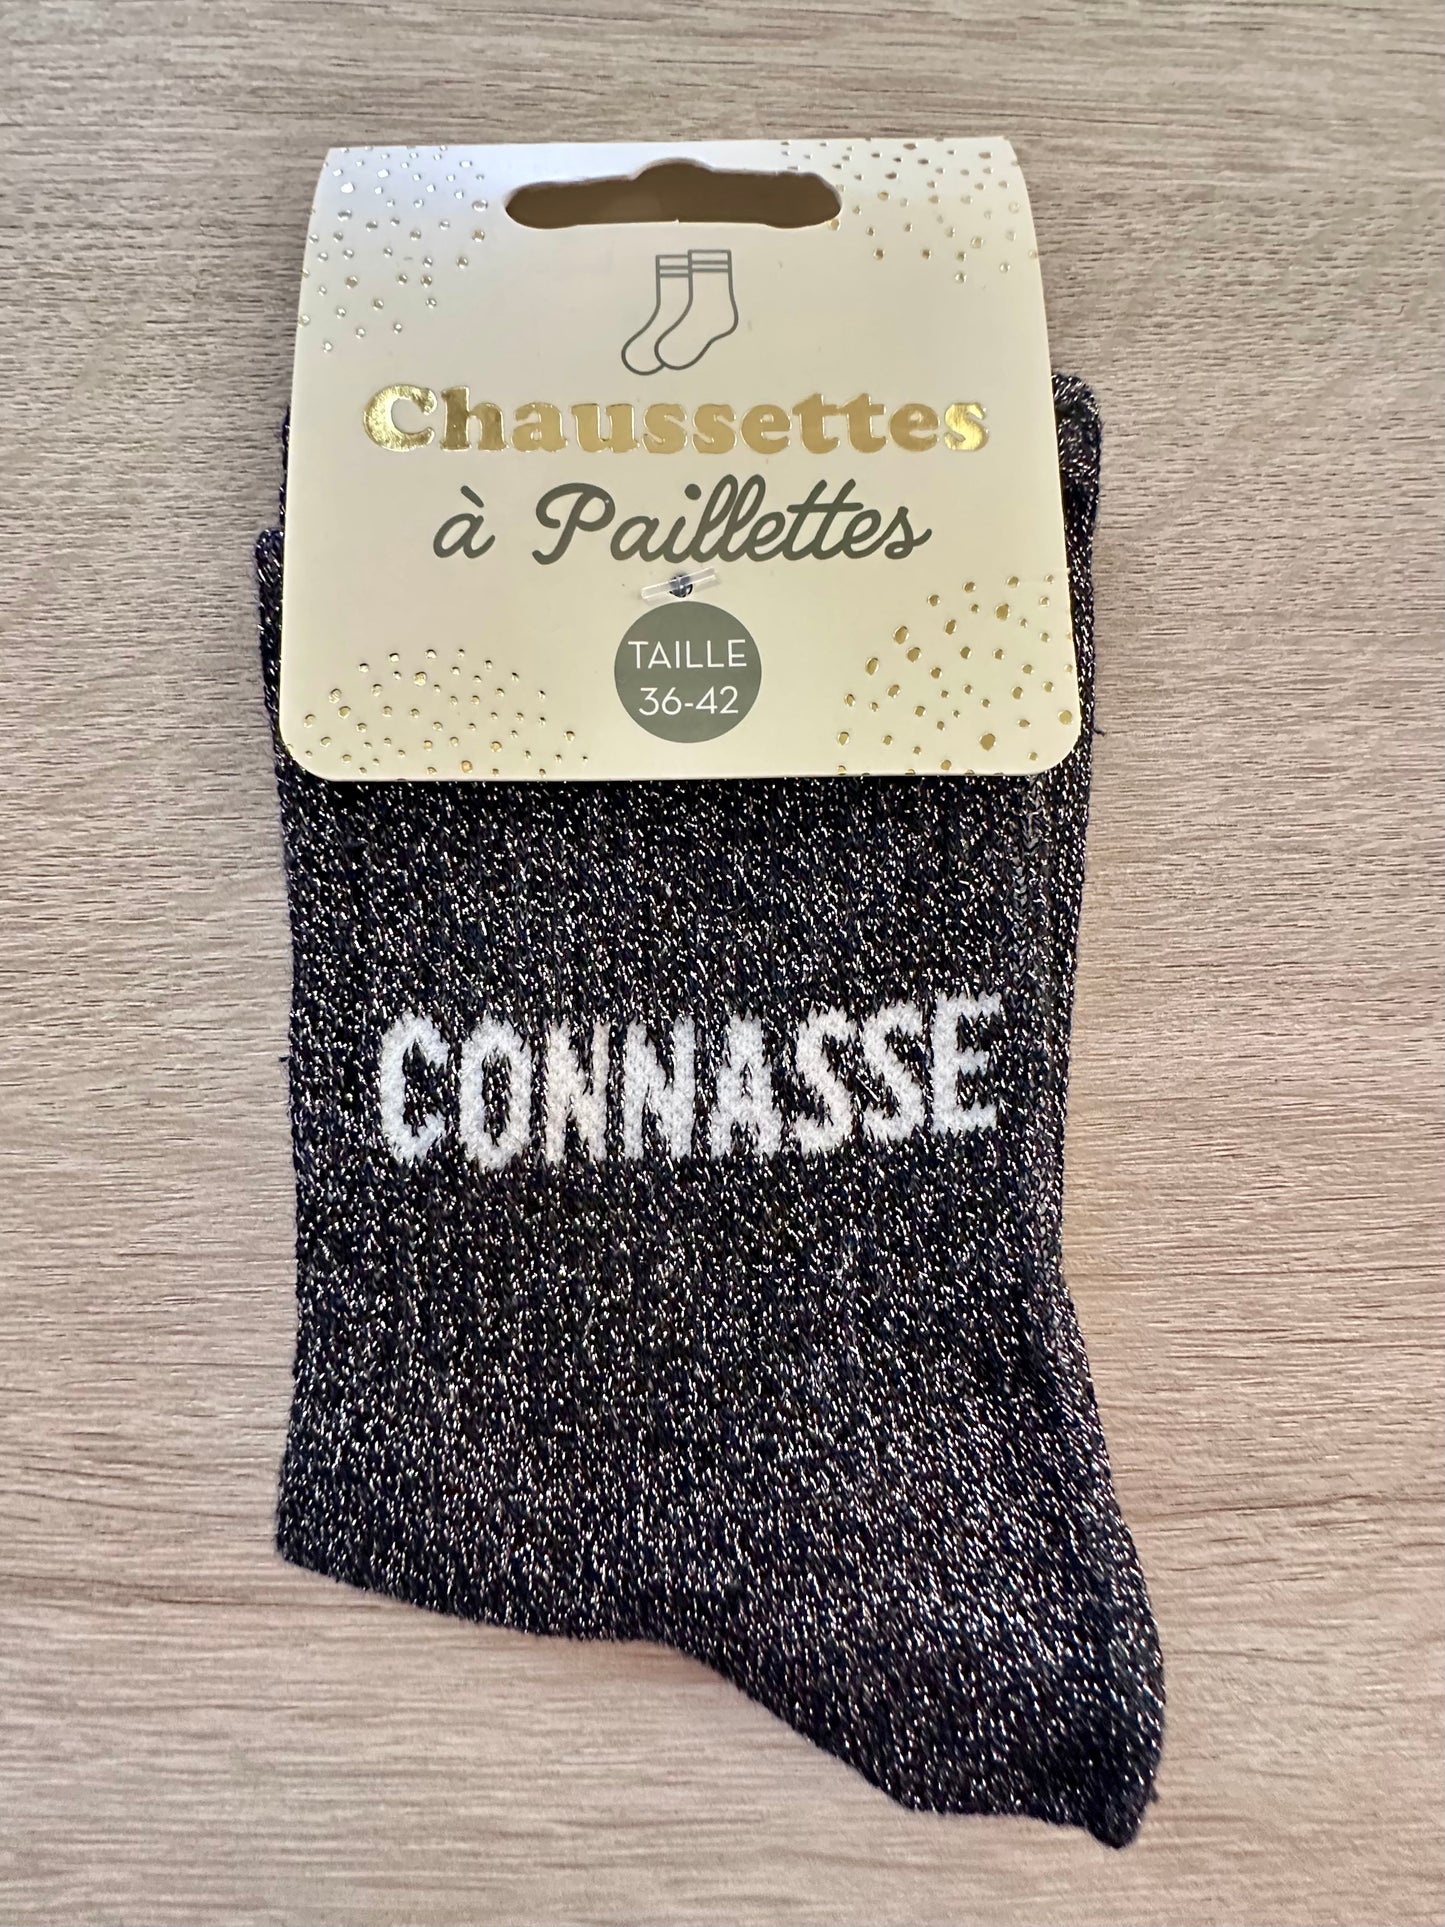 Chaussettes
à Paillettes
TAILLE
36-42
CONNASSE